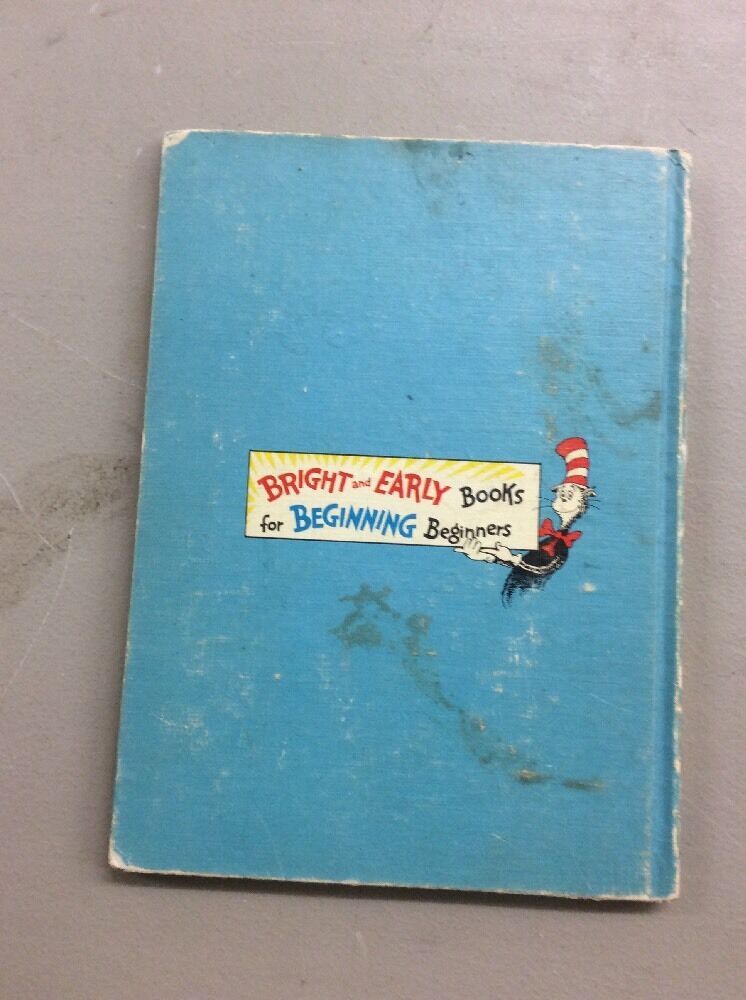 BRIGHT and EARLY Books
for BEGINNING Beginners